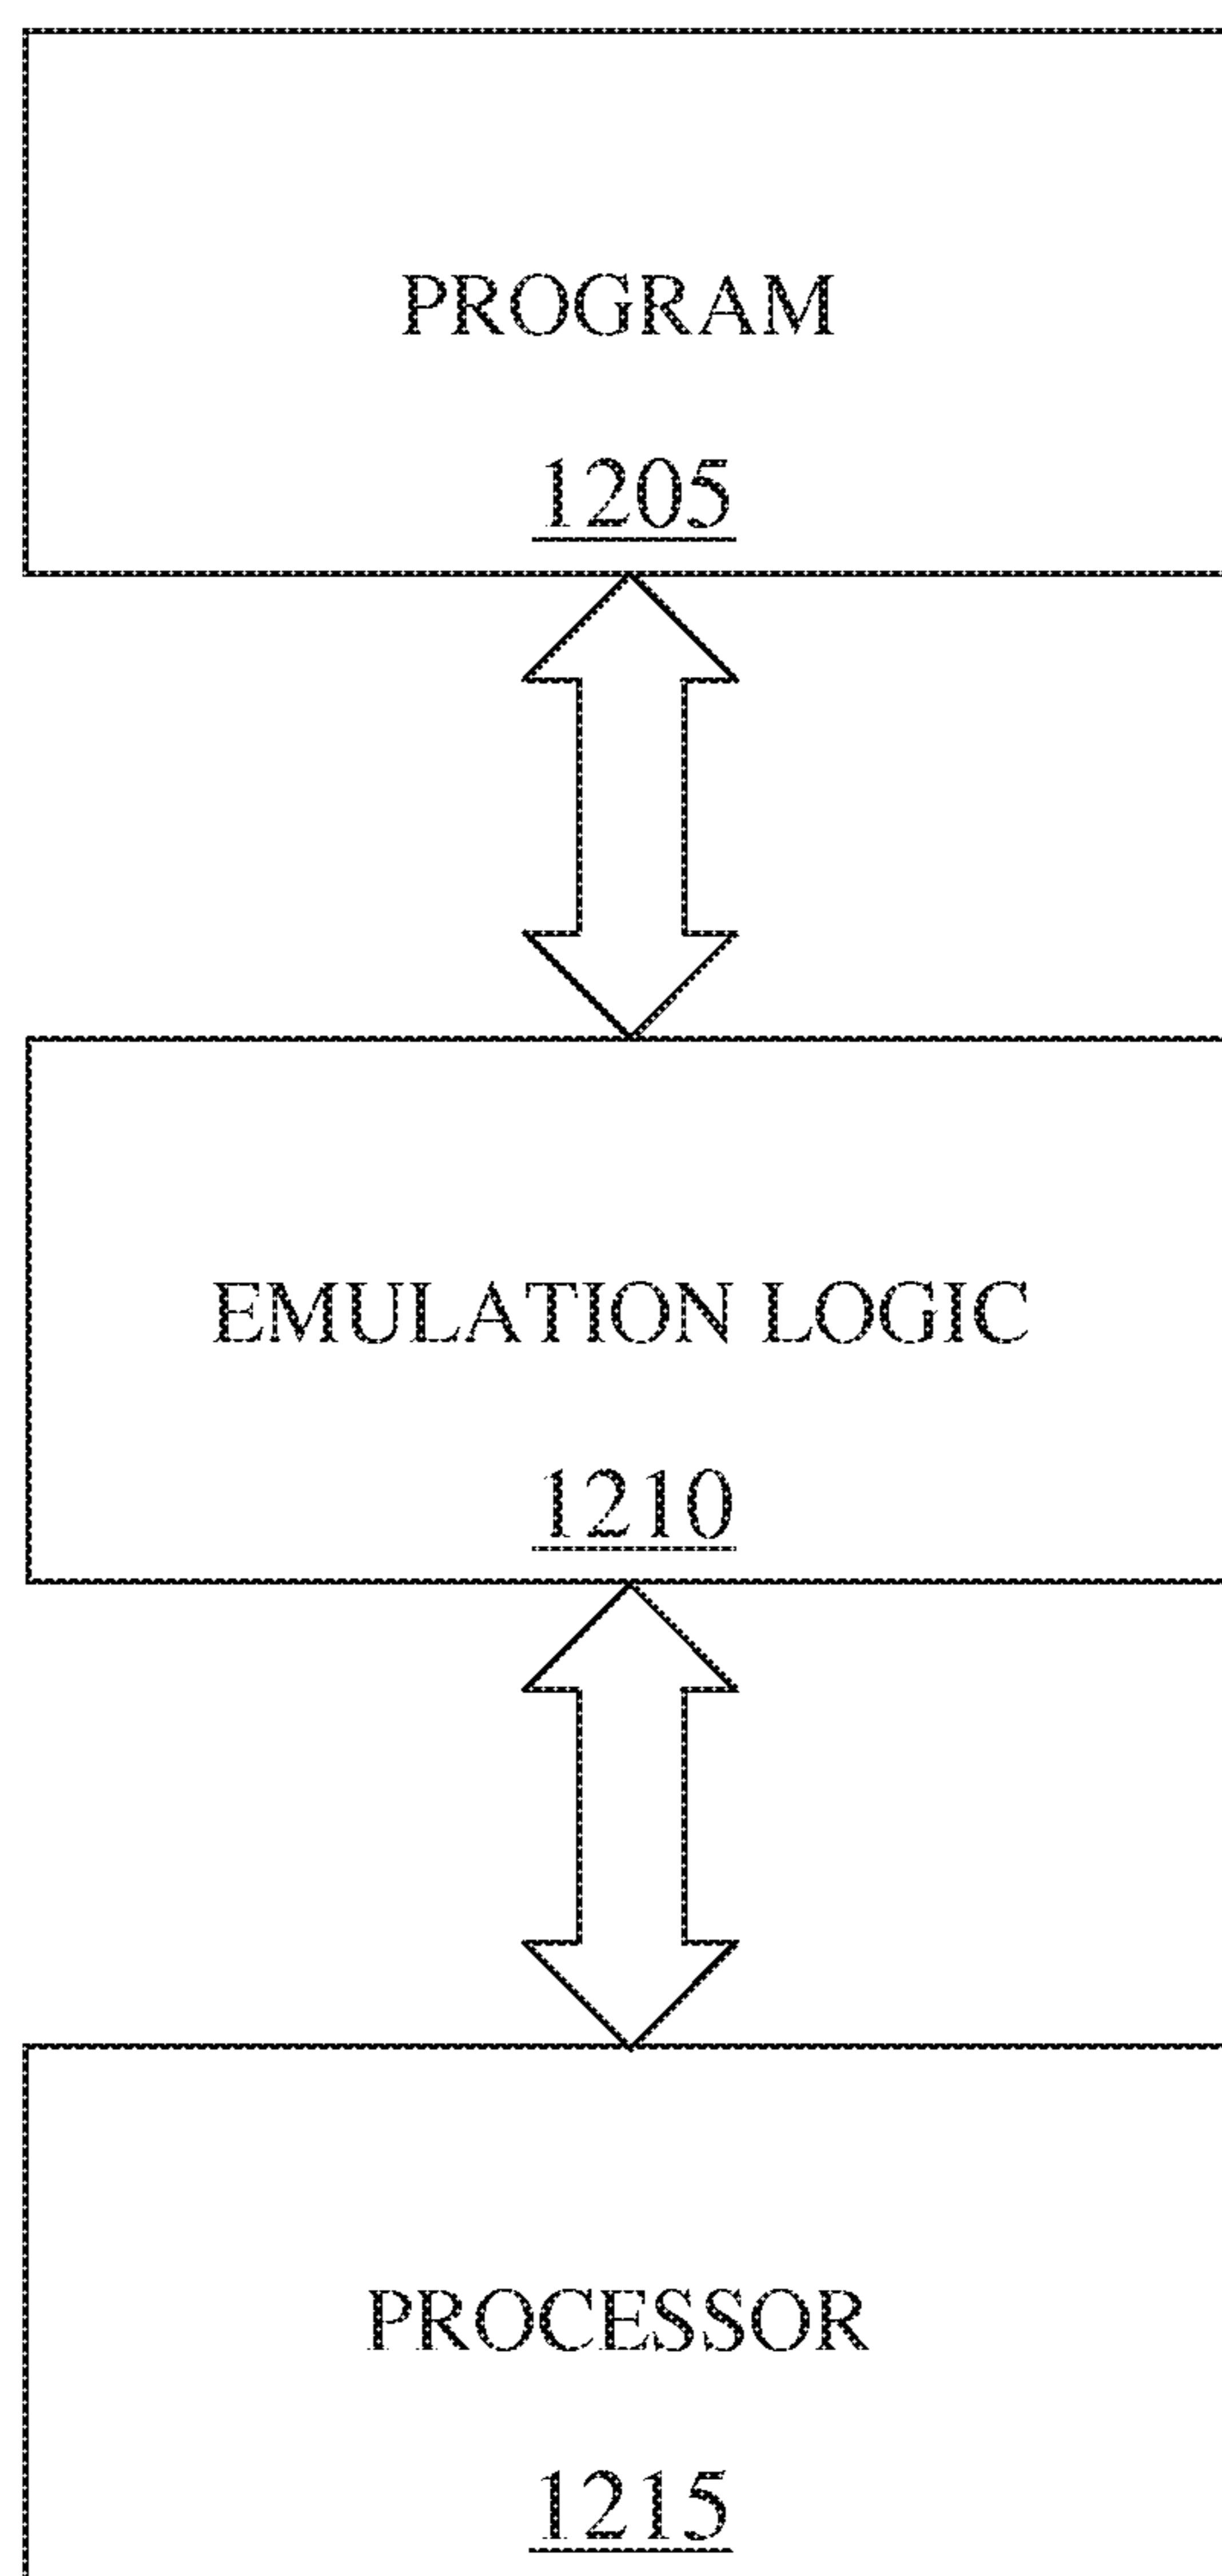 PROGRAM
1205
EMULATION LOGIC
1210
PROCESSOR
1215